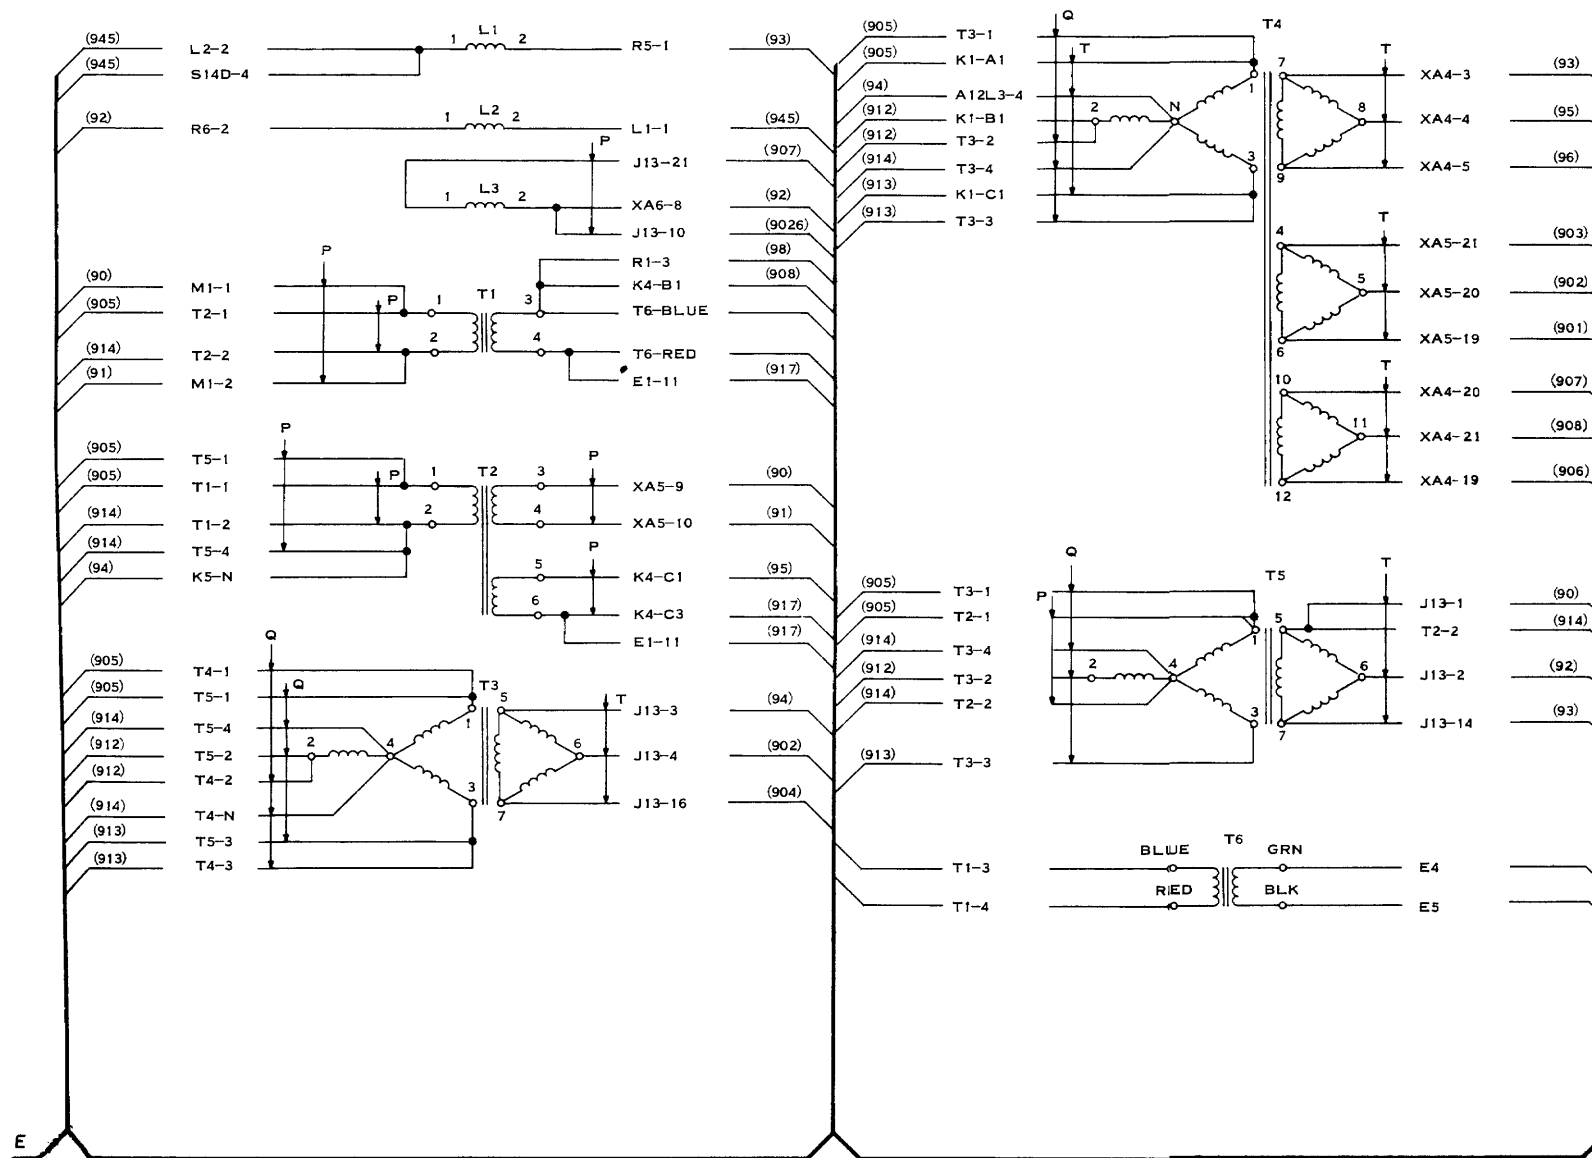 (945) L2-2 1 L1 2 R5-1 (93)
(945) S14D-4
(92) R6-2 1 L2 2 L1-1 (945)
P
J13-21 (907)
1 L3 2 XA6-8 (92)
J13-10 (9026)
P
R1-3 (98)
(90) M1-1 K4-B1 (908)
(905) T2-1 P 1 T1 3 T6-BLUE
(914) T2-2 2 4 T6-RED
(91) M1-2 E1-11 (917)
P
(905) T5-1
(905) T1-1 P 1 T2 3 P XA5-9 (90)
(914) T1-2 2 4 XA5-10 (91)
(914) T5-4
(94) K5-N 5 P K4-C1 (95)
6 K4-C3 (917)
E1-11 (917)
Q
(905) T4-1
(905) T5-1 Q
(914) T5-4 1 T3 5 T J13-3 (94)
(912) T5-2 2 4 6 J13-4 (902)
(912) T4-2
(914) T4-N 3 7 J13-16 (904)
(913) T5-3
(913) T4-3
Q T4
(905) T3-1
(905) K1-A1 T 1 7 T XA4-3 (93)
(94) A12L3-4
(912) K1-B1 2 N 8 XA4-4 (95)
(912) T3-2
(914) T3-4 3 9 XA4-5 (96)
(913) K1-C1
(913) T3-3
T
4 XA5-21 (903)
5 XA5-20 (902)
6 XA5-19 (901)
T
10 XA4-20 (907)
11 XA4-21 (908)
12 XA4-19 (906)
Q T5 T
(905) T3-1 J13-1 (90)
P
(905) T2-1 1 5 T2-2 (914)
(914) T3-4
(912) T3-2 2 4 6 J13-2 (92)
(914) T2-2
3 7 J13-14 (93)
(913) T3-3
T6
T1-3 BLUE GRN E4
T1-4 RED BLK E5
E